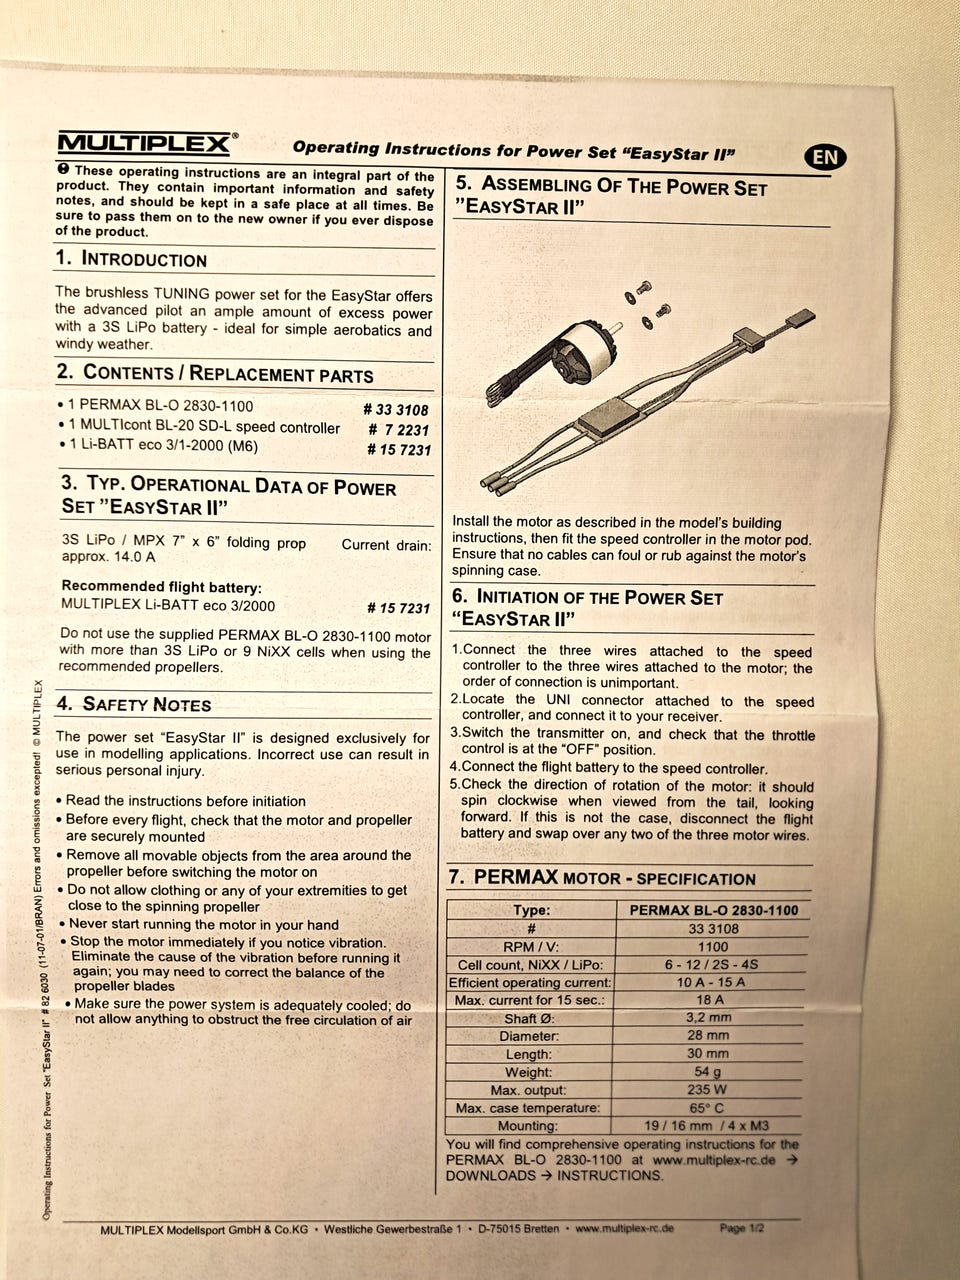 MULTIPLEX®
Operating Instructions for Power Set “EasyStar II”
EN
These operating instructions are an integral part of the
product. They contain important information and safety
notes, and should be kept in a safe place at all times. Be
sure to pass them on to the new owner if you ever dispose
of the product.
1. INTRODUCTION
The brushless TUNING power set for the EasyStar offers
the advanced pilot an ample amount of excess power
with a 3S LiPo battery - ideal for simple aerobatics and
windy weather.
2. CONTENTS / REPLACEMENT PARTS
• 1 PERMAX BL-O 2830-1100 # 33 3108
• 1 MULTIcont BL-20 SD-L speed controller # 7 2231
• 1 Li-BATT eco 3/1-2000 (M6) # 15 7231
3. TYP. OPERATIONAL DATA OF POWER
SET ”EASYSTAR II”
3S LiPo / MPX 7” x 6” folding prop Current drain:
approx. 14.0 A
Recommended flight battery:
MULTIPLEX Li-BATT eco 3/2000 # 15 7231
Do not use the supplied PERMAX BL-O 2830-1100 motor
with more than 3S LiPo or 9 NiXX cells when using the
recommended propellers.
4. SAFETY NOTES
The power set “EasyStar II” is designed exclusively for
use in modelling applications. Incorrect use can result in
serious personal injury.
• Read the instructions before initiation
• Before every flight, check that the motor and propeller
are securely mounted
• Remove all movable objects from the area around the
propeller before switching the motor on
• Do not allow clothing or any of your extremities to get
close to the spinning propeller
• Never start running the motor in your hand
• Stop the motor immediately if you notice vibration.
Eliminate the cause of the vibration before running it
again; you may need to correct the balance of the
propeller blades
• Make sure the power system is adequately cooled; do
not allow anything to obstruct the free circulation of air
Operating Instructions for Power Set "EasyStar II" # 82 6030 (11-07-01/BRAN) Errors and omissions excepted! © MULTIPLEX
5. ASSEMBLING OF THE POWER SET
”EASYSTAR II”
Install the motor as described in the model's building
instructions, then fit the speed controller in the motor pod.
Ensure that no cables can foul or rub against the motor's
spinning case.
6. INITIATION OF THE POWER SET
“EASYSTAR II”
1.Connect the three wires attached to the speed
controller to the three wires attached to the motor; the
order of connection is unimportant.
2.Locate the UNI connector attached to the speed
controller, and connect it to your receiver.
3.Switch the transmitter on, and check that the throttle
control is at the “OFF” position.
4.Connect the flight battery to the speed controller.
5.Check the direction of rotation of the motor: it should
spin clockwise when viewed from the tail, looking
forward. If this is not the case, disconnect the flight
battery and swap over any two of the three motor wires.
7. PERMAX MOTOR - SPECIFICATION
Type: PERMAX BL-O 2830-1100
# 33 3108
RPM / V: 1100
Cell count, NiXX / LiPo: 6 - 12 / 2S - 4S
Efficient operating current: 10 A - 15 A
Max. current for 15 sec.: 18 A
Shaft Ø: 3,2 mm
Diameter: 28 mm
Length: 30 mm
Weight: 54 g
Max. output: 235 W
Max. case temperature: 65° C
Mounting: 19 / 16 mm / 4 x M3
You will find comprehensive operating instructions for the
PERMAX BL-O 2830-1100 at www.multiplex-rc.de →
DOWNLOADS → INSTRUCTIONS.
MULTIPLEX Modellsport GmbH & Co.KG • Westliche Gewerbestraße 1 • D-75015 Bretten • www.multiplex-rc.de Page 1/2